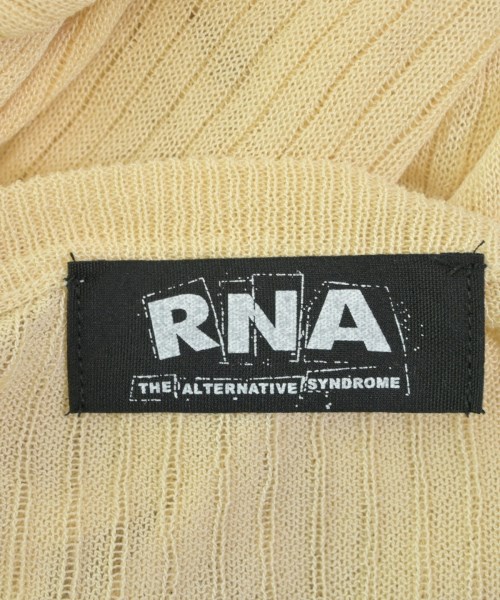 RNA
THE ALTERNATIVE SYNDROME